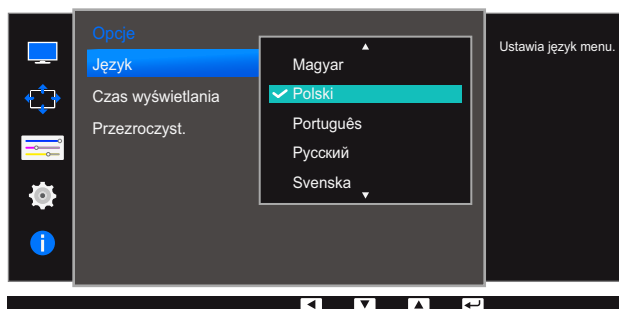 Opcje
Język
Czas wyświetlania
Przezroczyst.
Magyar
Polski
Português
Русский
Svenska
Ustawia język menu.